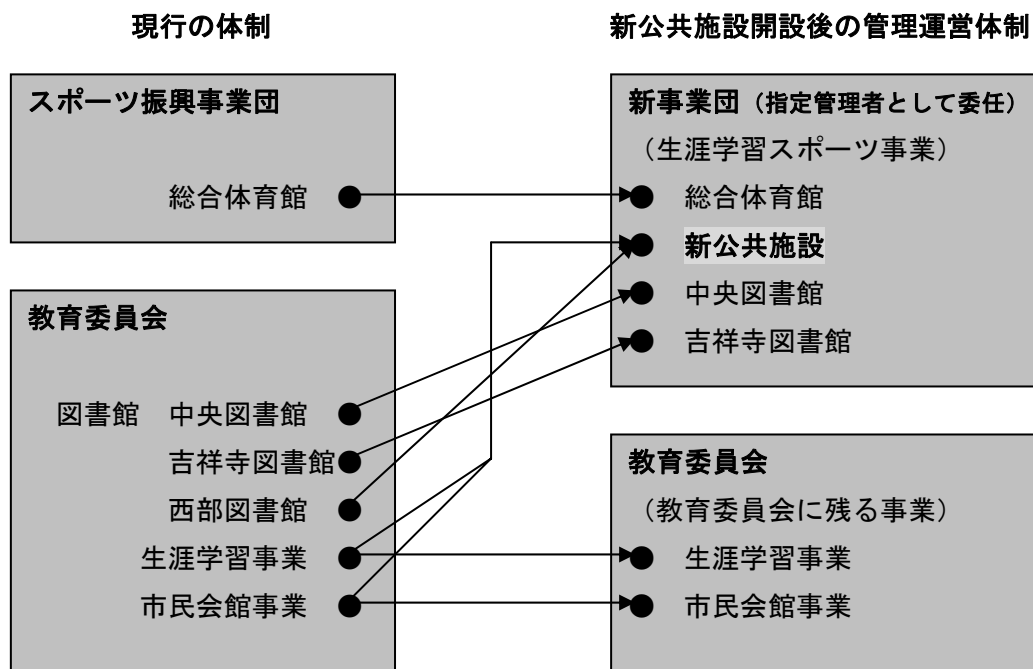 現行の体制
新公共施設開設後の管理運営体制
スポーツ振興事業団
総合体育館
教育委員会
図書館 中央図書館
吉祥寺図書館
西部図書館
生涯学習事業
市民会館事業
新事業団（指定管理者として委任）
（生涯学習スポーツ事業）
総合体育館
新公共施設
中央図書館
吉祥寺図書館
教育委員会
（教育委員会に残る事業）
生涯学習事業
市民会館事業